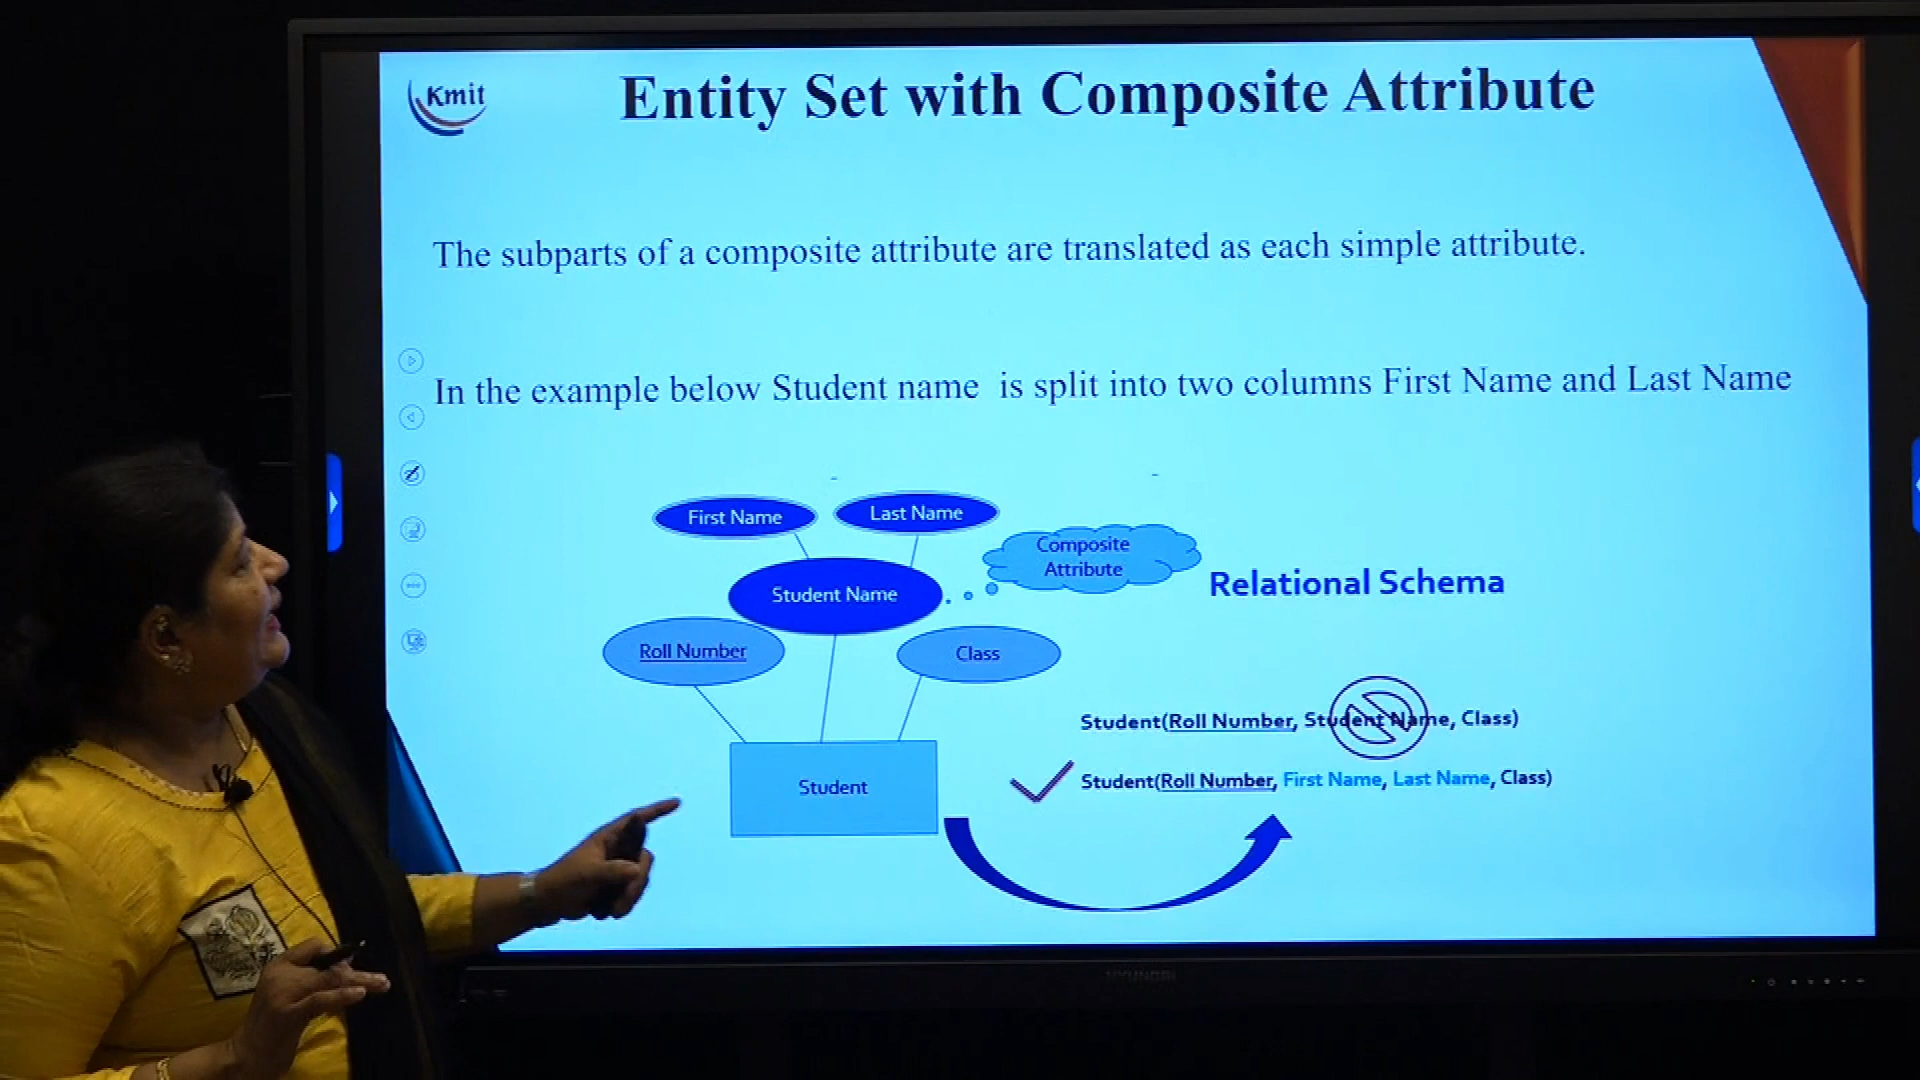 Kmit
Entity Set with Composite Attribute
The subparts of a composite attribute are translated as each simple attribute.
In the example below Student name is split into two columns First Name and Last Name
First Name
Last Name
Composite
Attribute
Student Name
Relational Schema
Roll Number
Class
Student(Roll Number, Student Name, Class)
Student(Roll Number, First Name, Last Name, Class)
Student
HYUNDAI